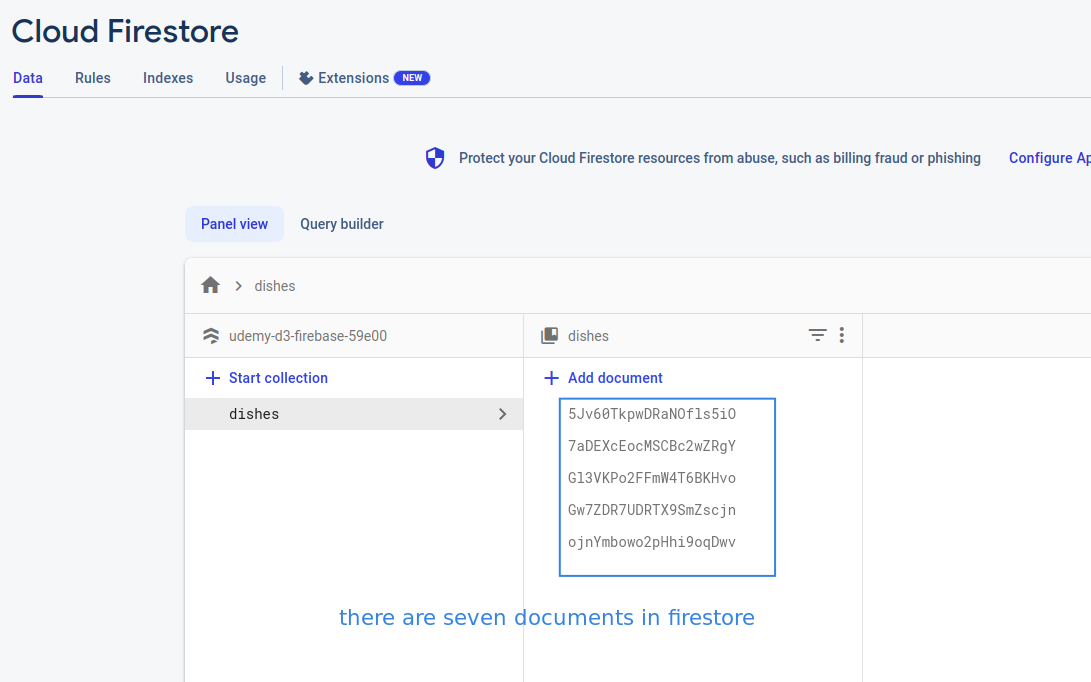 Cloud Firestore
Data Rules Indexes Usage Extensions NEW
Protect your Cloud Firestore resources from abuse, such as billing fraud or phishing Configure Ap
Panel view Query builder
dishes
udemy-d3-firebase-59e00 dishes
Start collection Add document
dishes
5Jv60TkpwDRaNOfls5iO
7aDEXcEocMSCBc2wZRgY
Gl3VKPo2FFmW4T6BKHvo
Gw7ZDR7UDRTX9SmZscjn
ojnYmbowo2pHhi9oqDwv
there are seven documents in firestore